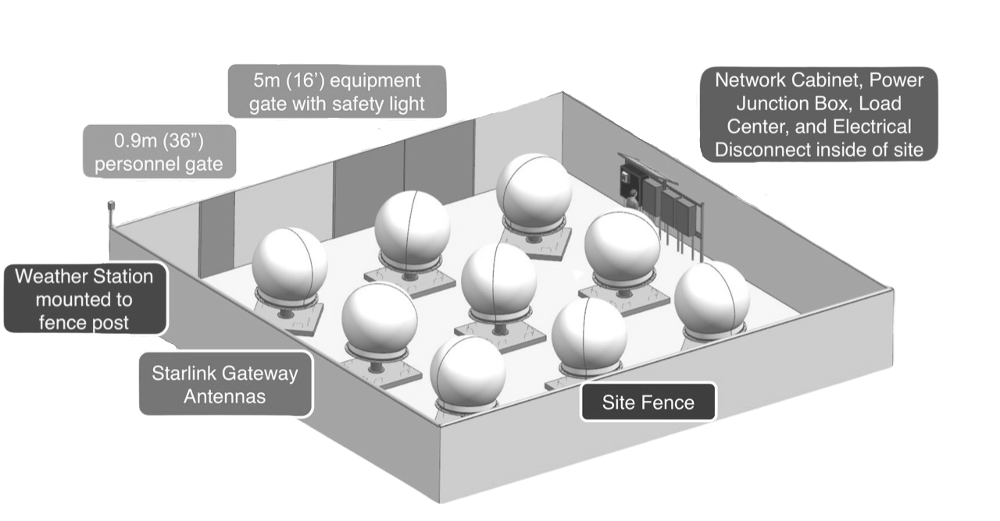 5m (16’) equipment
gate with safety light
Network Cabinet, Power
Junction Box, Load
Center, and Electrical
Disconnect inside of site
0.9m (36”)
personnel gate
Weather Station
mounted to
fence post
Starlink Gateway
Antennas
Site Fence